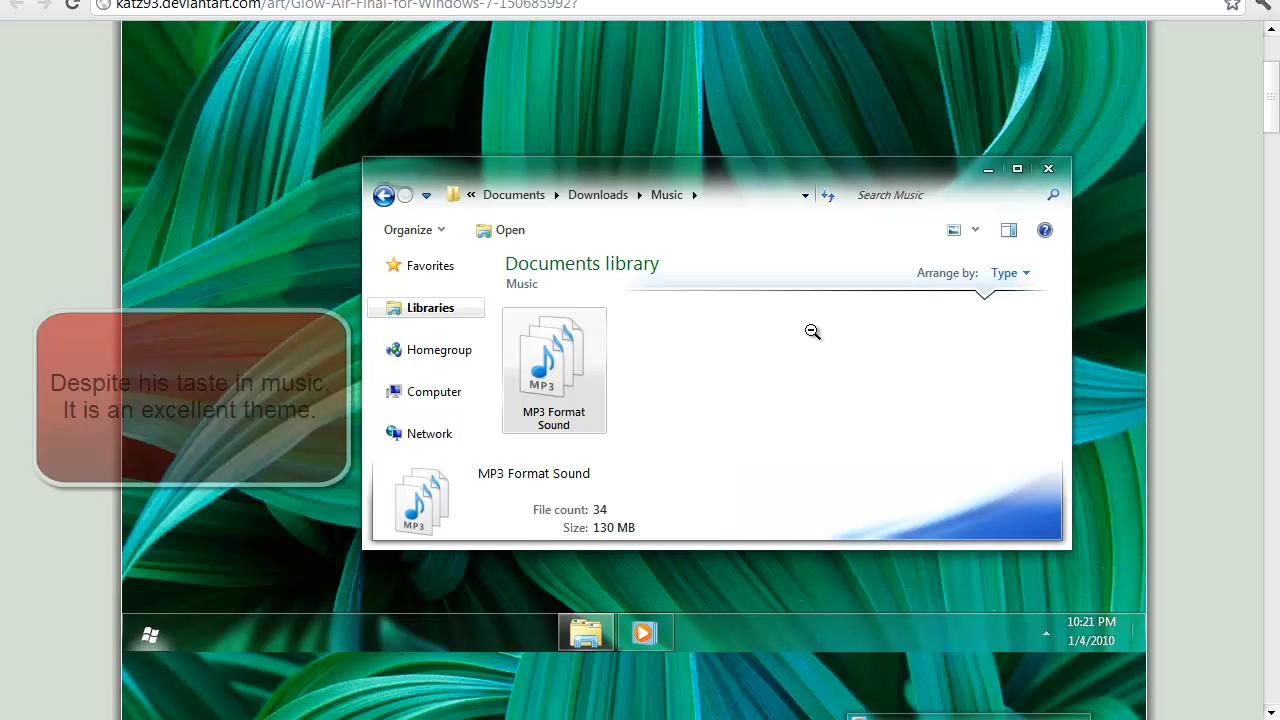 katz93.deviantart.com/art/Glow-Air-Final-for-Windows-7-150685992?
Documents
Downloads
Music
Search Music
Organize
Open
Favorites
Documents library
Music
Arrange by: Type
Libraries
Homegroup
Computer
Network
MP3
MP3 Format
Sound
Despite his taste in music,
It is an excellent theme.
MP3
MP3 Format Sound
File count: 34
Size: 130 MB
10:21 PM
1/4/2010